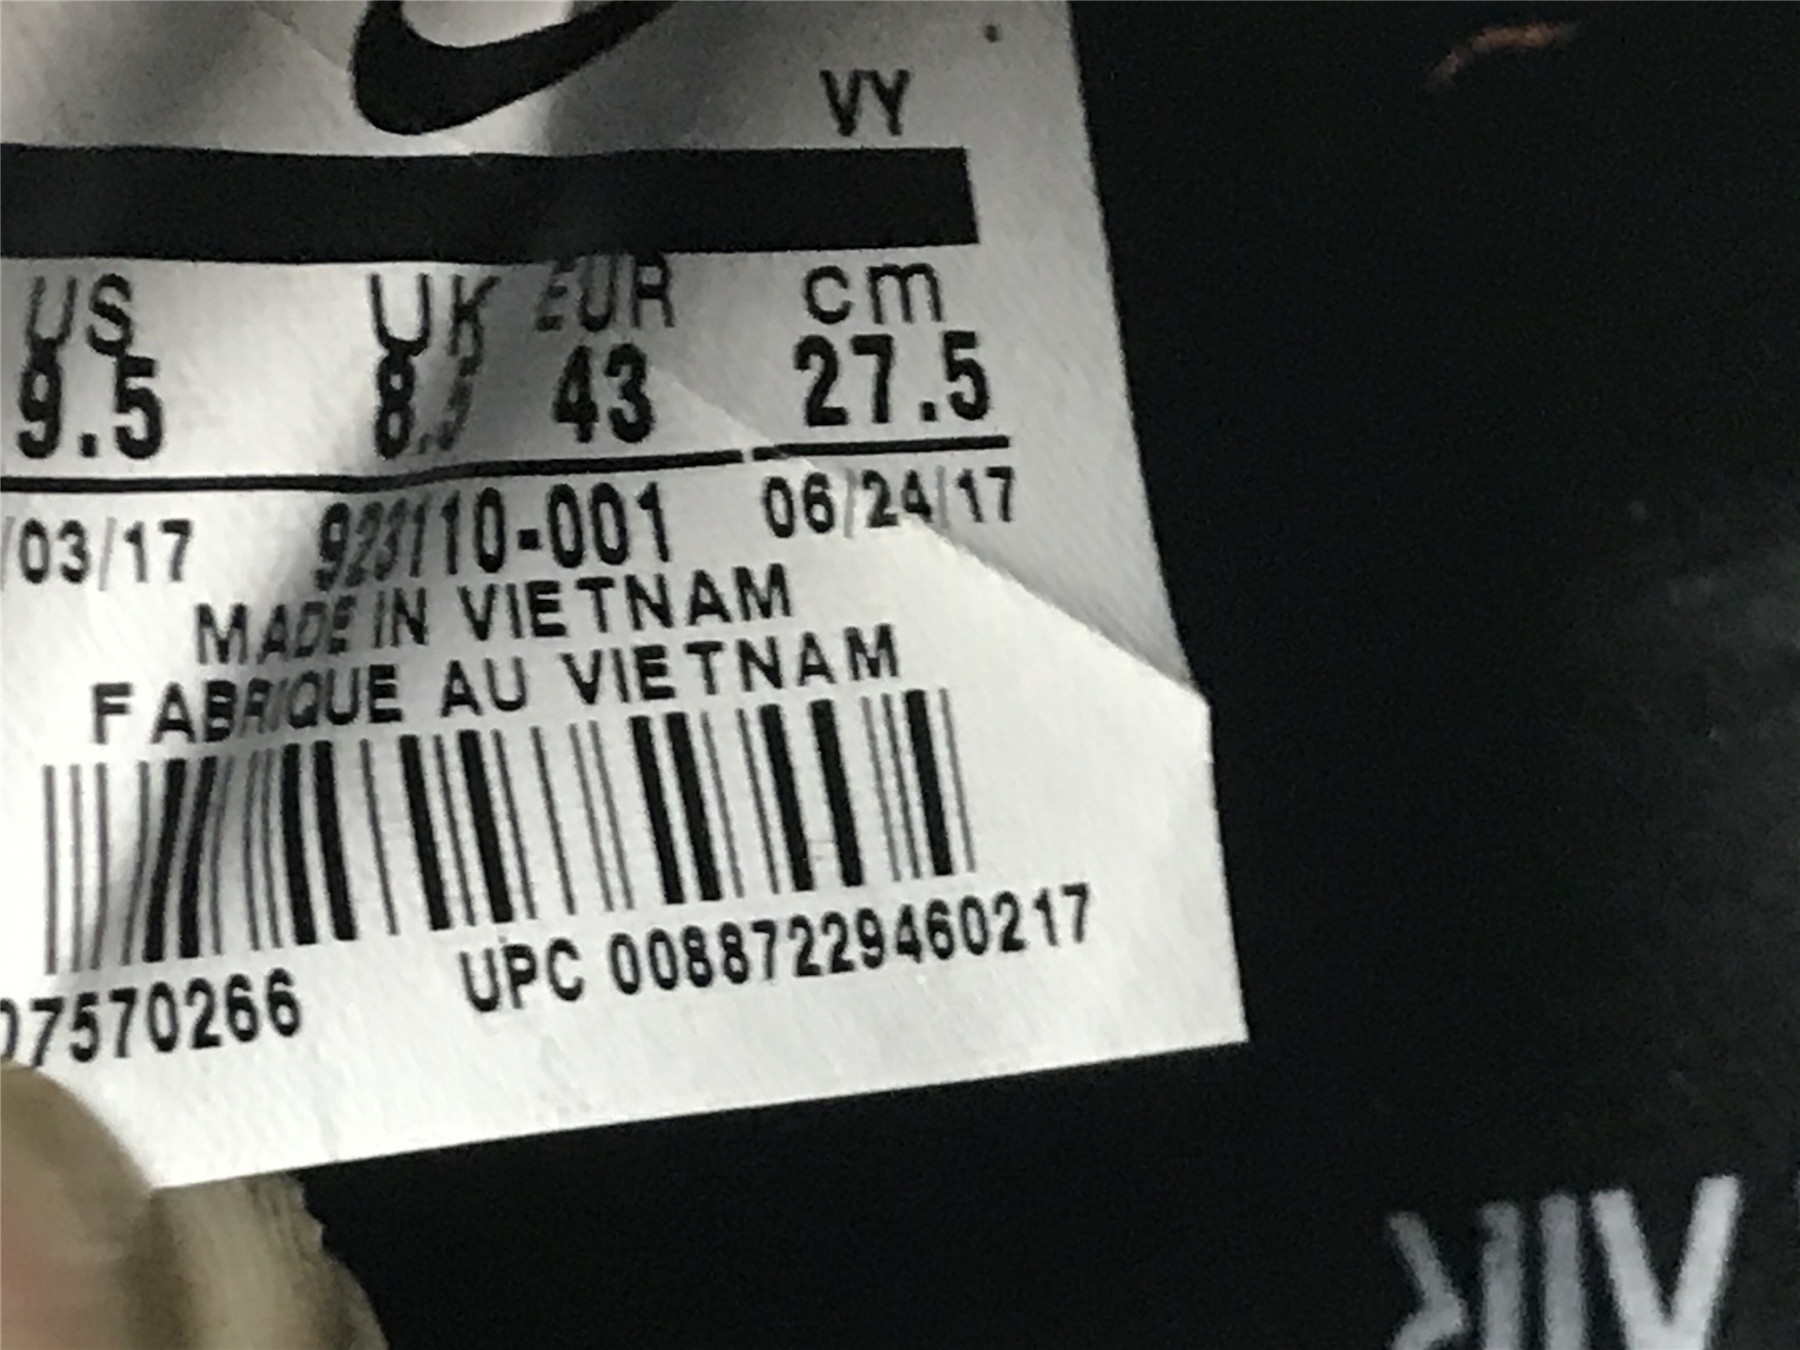 VY
US UK EUR cm
9.5 8.5 43 27.5
/03/17 923110-001 06/24/17
MADE IN VIETNAM
FABRIQUE AU VIETNAM
07570266 UPC 00887229460217
AIR